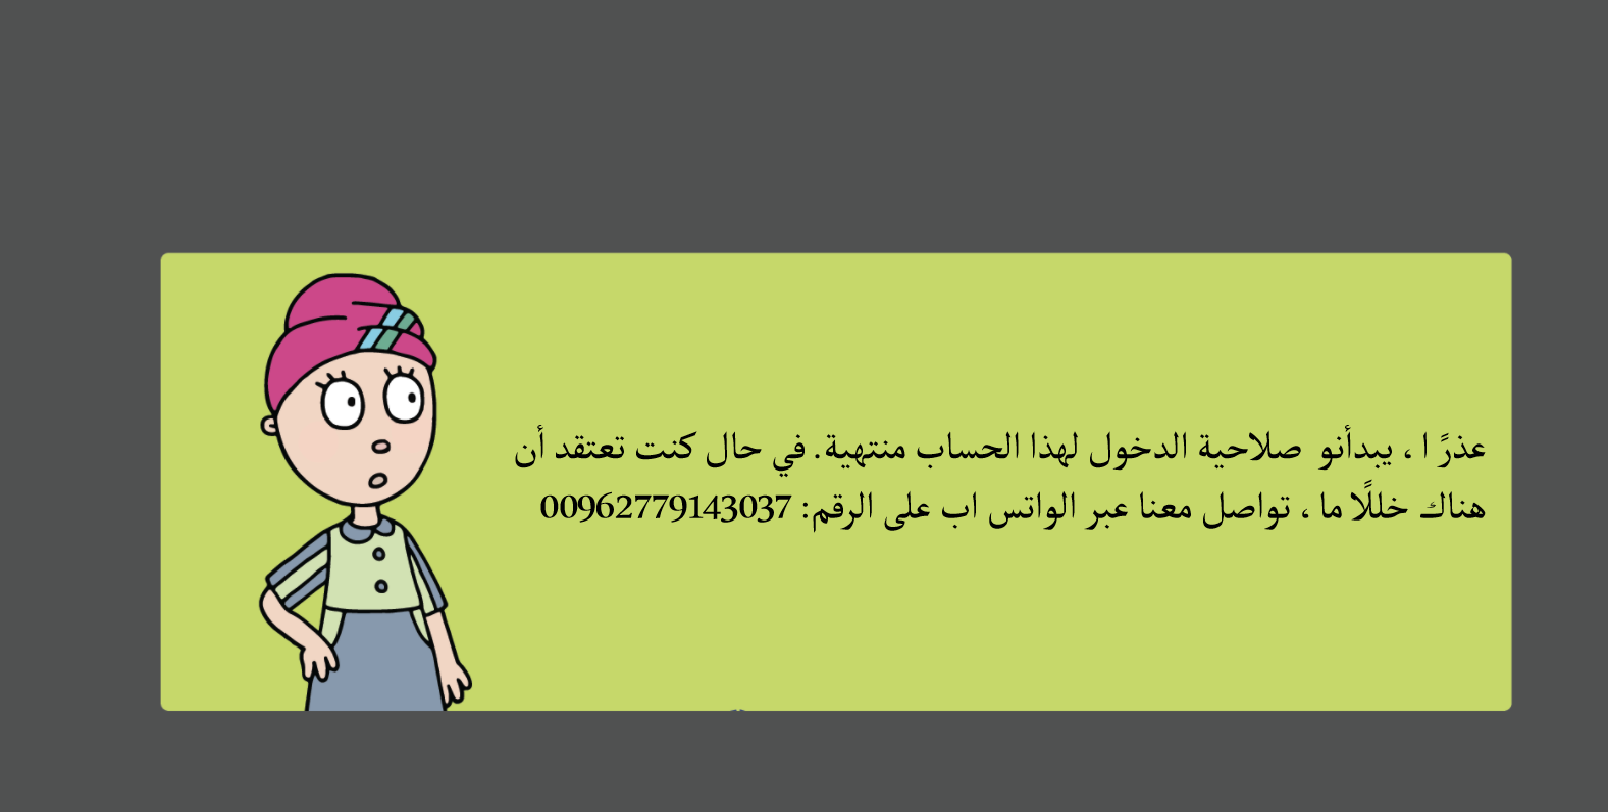 عذرًا ، يبدأنو صلاحية الدخول لهذا الحساب منتهية. في حال كنت تعتقد أن
هناك خللًا ما ، تواصل معنا عبر الواتس اب على الرقم: 00962779143037